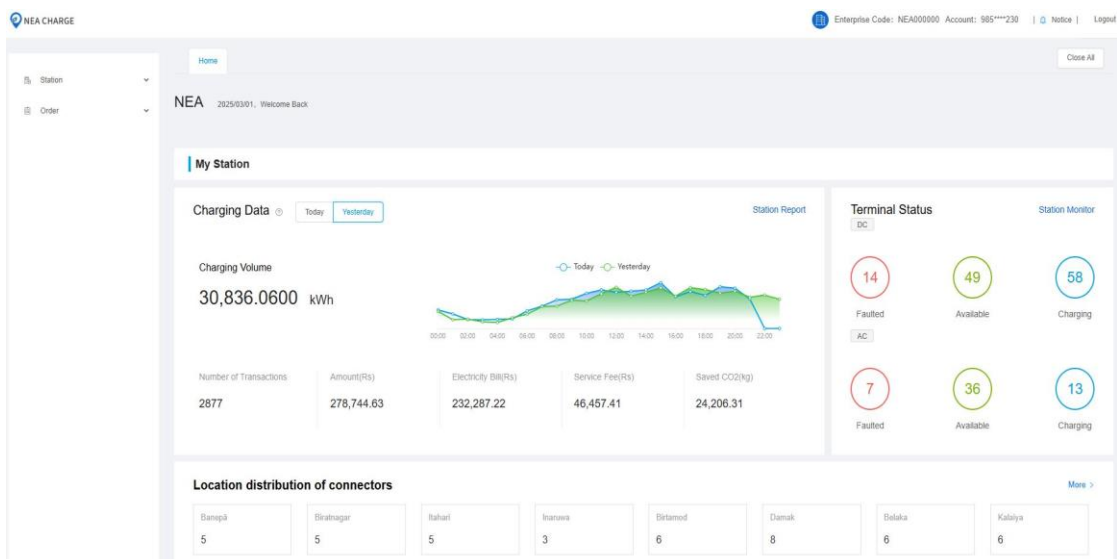 NEA CHARGE
Enterprise Code: NEA000000 Account: 985****230 | Notice | Logout
Station
Order
Home
Close All
NEA 2025/03/01, Welcome Back
My Station
Charging Data Today Yesterday Station Report
Charging Volume
30,836.0600 kWh
Today Yesterday
00:00 02:00 04:00 06:00 08:00 10:00 12:00 14:00 16:00 18:00 20:00 22:00
Number of Transactions Amount(Rs) Electricity Bill(Rs) Service Fee(Rs) Saved CO2(kg)
2877 278,744.63 232,287.22 46,457.41 24,206.31
Terminal Status Station Monitor
DC
14 49 58
Faulted Available Charging
AC
7 36 13
Faulted Available Charging
Location distribution of connectors More >
Banepā Biratnagar Itahari Inaruwa Birtamod Damak Belaka Kalaiya
5 5 5 3 6 8 6 6